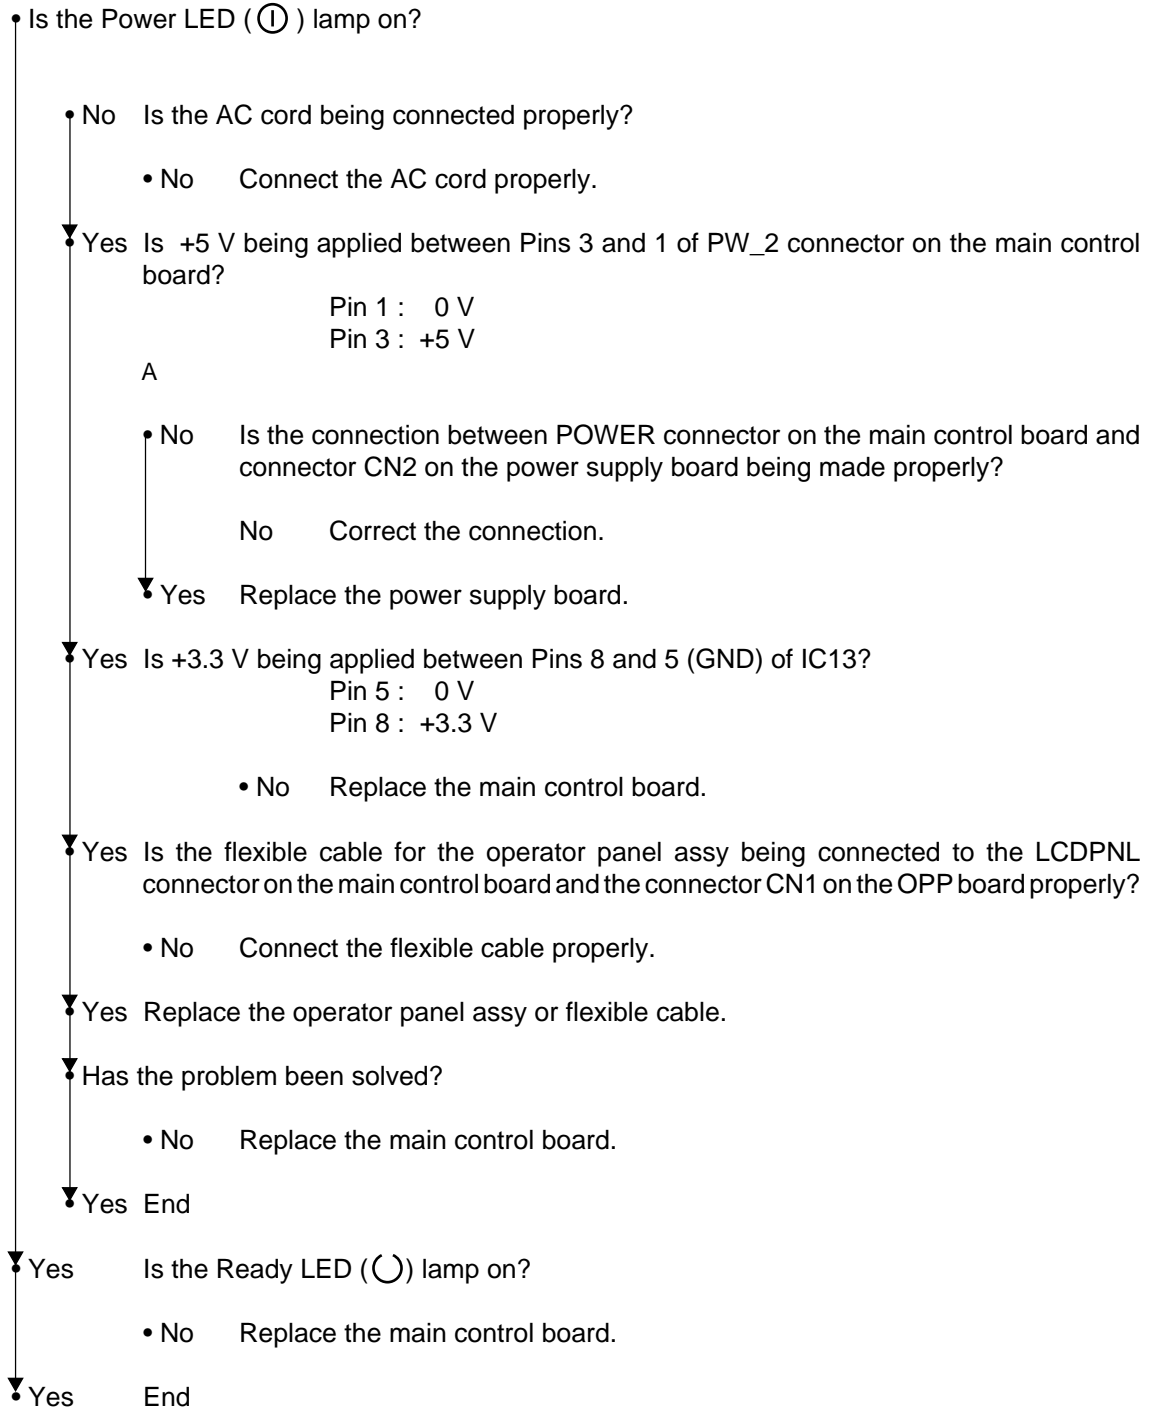 • Is the Power LED ( ) lamp on?
• No Is the AC cord being connected properly?
• No Connect the AC cord properly.
• Yes Is +5 V being applied between Pins 3 and 1 of PW_2 connector on the main control
board?
Pin 1 : 0 V
Pin 3 : +5 V
A
• No Is the connection between POWER connector on the main control board and
connector CN2 on the power supply board being made properly?
No Correct the connection.
• Yes Replace the power supply board.
• Yes Is +3.3 V being applied between Pins 8 and 5 (GND) of IC13?
Pin 5 : 0 V
Pin 8 : +3.3 V
• No Replace the main control board.
• Yes Is the flexible cable for the operator panel assy being connected to the LCDPNL
connector on the main control board and the connector CN1 on the OPP board properly?
• No Connect the flexible cable properly.
• Yes Replace the operator panel assy or flexible cable.
• Has the problem been solved?
• No Replace the main control board.
• Yes End
• Yes Is the Ready LED ( ) lamp on?
• No Replace the main control board.
• Yes End